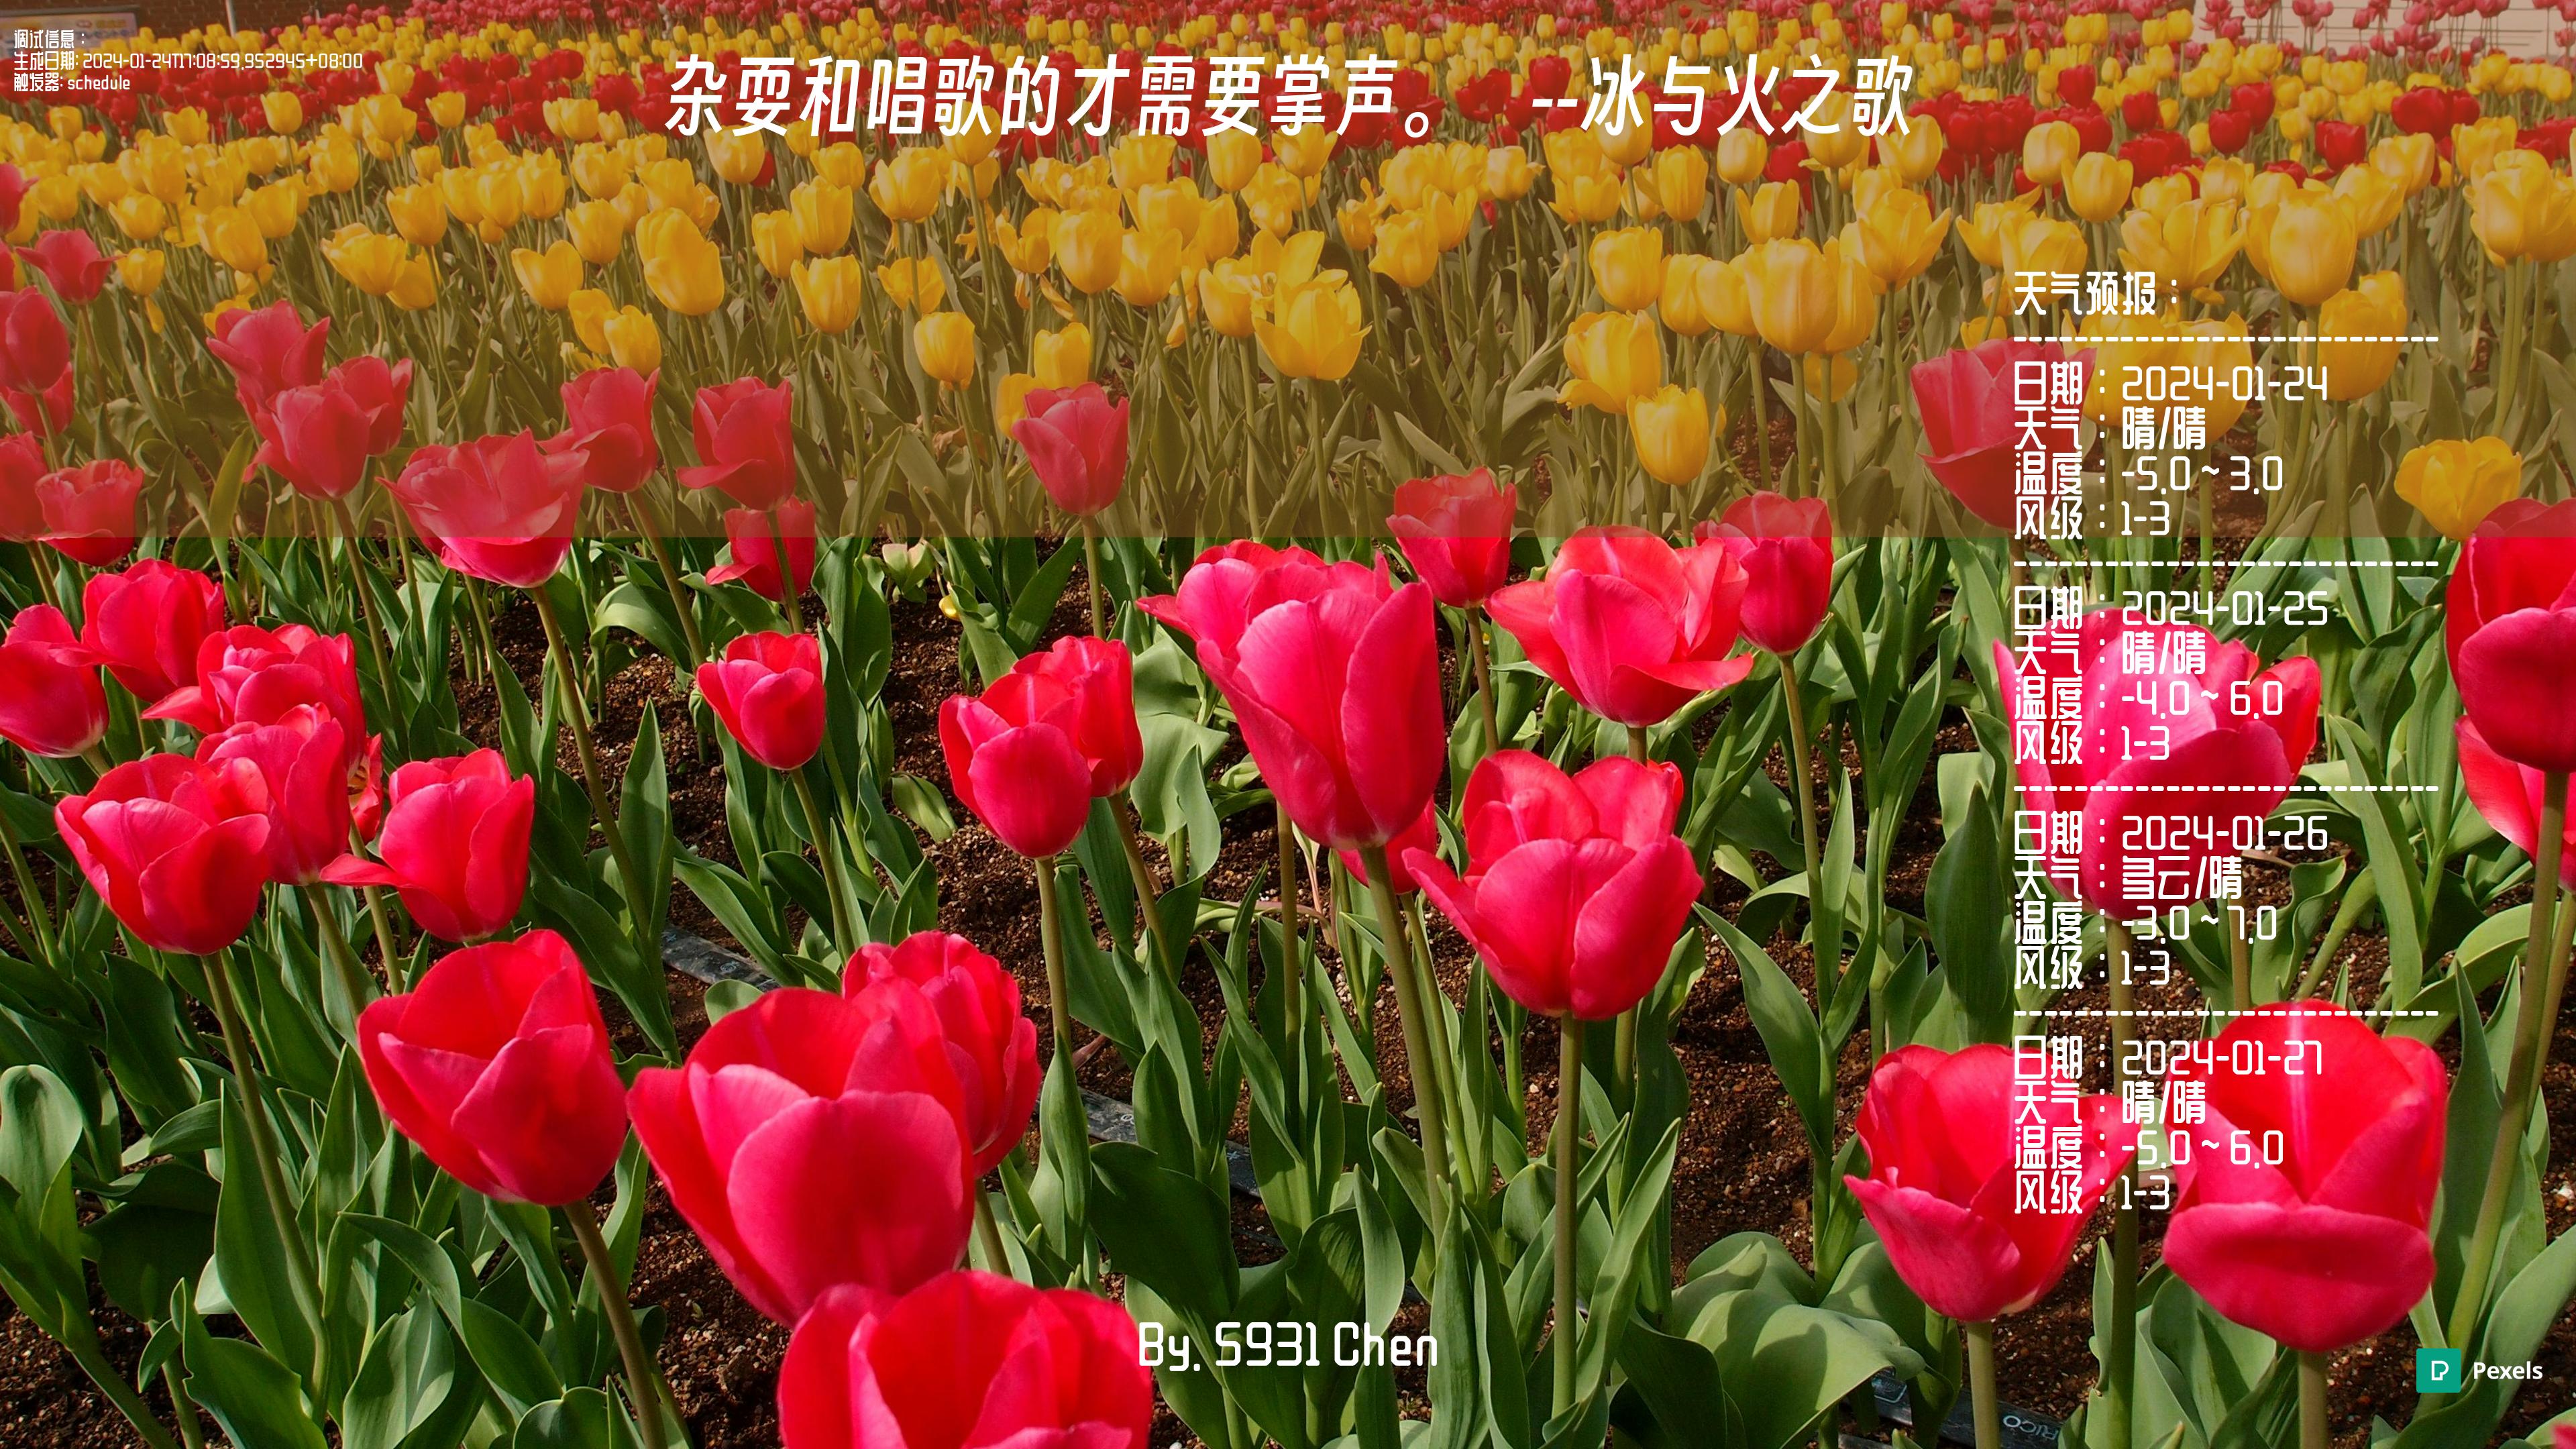 调试信息：
生成日期: 2024-01-24T17:08:59.952945+08:00
触发器: schedule
杂耍和唱歌的才需要掌声。 --冰与火之歌
天气预报：
----------------------------
日期：2024-01-24
天气：晴/晴
温度：-5.0 ~ 3.0
风级：1-3
----------------------------
日期：2024-01-25
天气：晴/晴
温度：-4.0 ~ 6.0
风级：1-3
----------------------------
日期：2024-01-26
天气：多云/晴
温度：-3.0 ~ 7.0
风级：1-3
----------------------------
日期：2024-01-27
天气：晴/晴
温度：-5.0 ~ 6.0
风级：1-3
By. 5931 Chen
Pexels
RICO